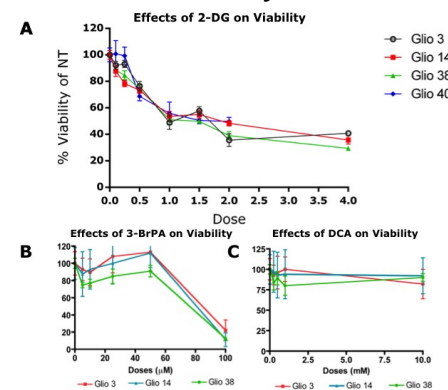 A
Effects of 2-DG on Viability
% Viability of NT
120
100
80
60
40
20
0
0.0 0.5 1.0 1.5 2.0 2.5 3.0 3.5 4.0
Dose
Glio 3
Glio 14
Glio 38
Glio 40
B
Effects of 3-BrPA on Viability
120
100
80
60
40
20
0
0 20 40 60 80 100
Doses (μM)
Glio 3 Glio 14 Glio 38
C
Effects of DCA on Viability
125
100
75
50
25
0
0.0 2.5 5.0 7.5 10.0
Doses (mM)
Glio 3 Glio 14 Glio 38